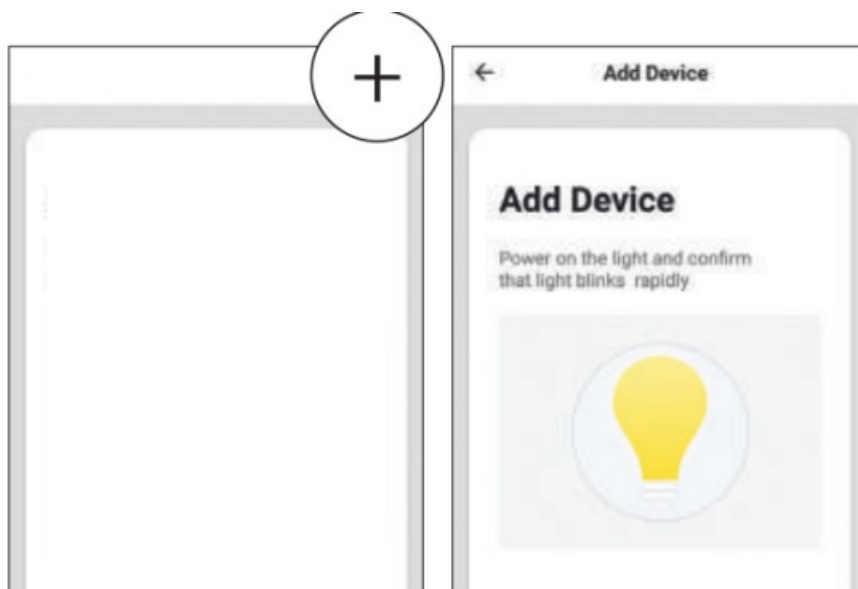 +
Add Device
Add Device
Power on the light and confirm
that light blinks rapidly